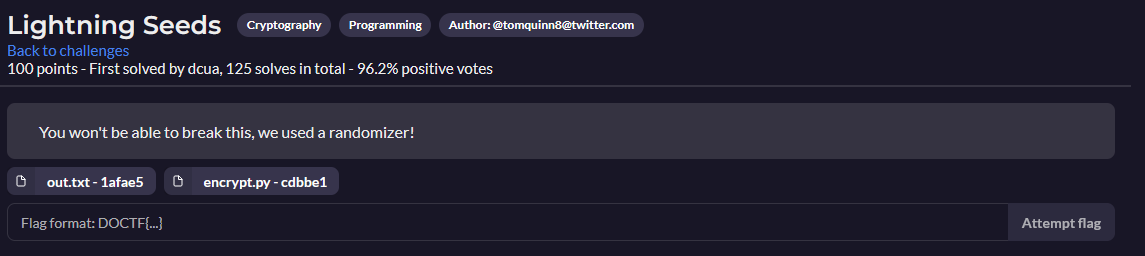 Lightning Seeds Cryptography Programming Author: @tomquinn8@twitter.com
Back to challenges
100 points - First solved by dcua, 125 solves in total - 96.2% positive votes
You won't be able to break this, we used a randomizer!
out.txt - 1afae5 encrypt.py - cdbbe1
Flag format: DOCTF{...} Attempt flag